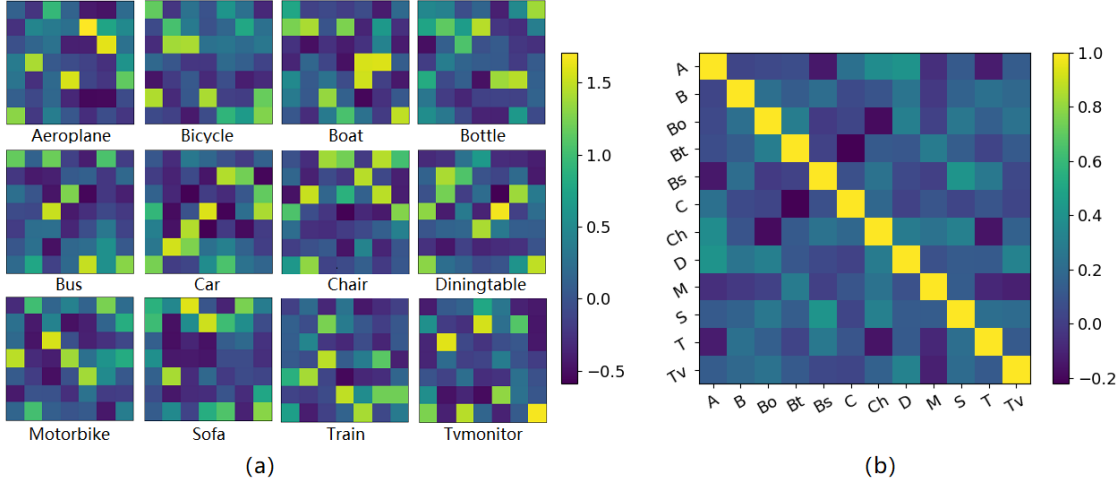 Aeroplane Bicycle Boat Bottle
Bus Car Chair Diningtable
Motorbike Sofa Train Tvmonitor
1.5
1.0
0.5
0.0
−0.5
(a)
A
B
Bo
Bt
Bs
C
Ch
D
M
S
T
Tv
A B Bo Bt Bs C Ch D M S T Tv
1.0
0.8
0.6
0.4
0.2
0.0
−0.2
(b)